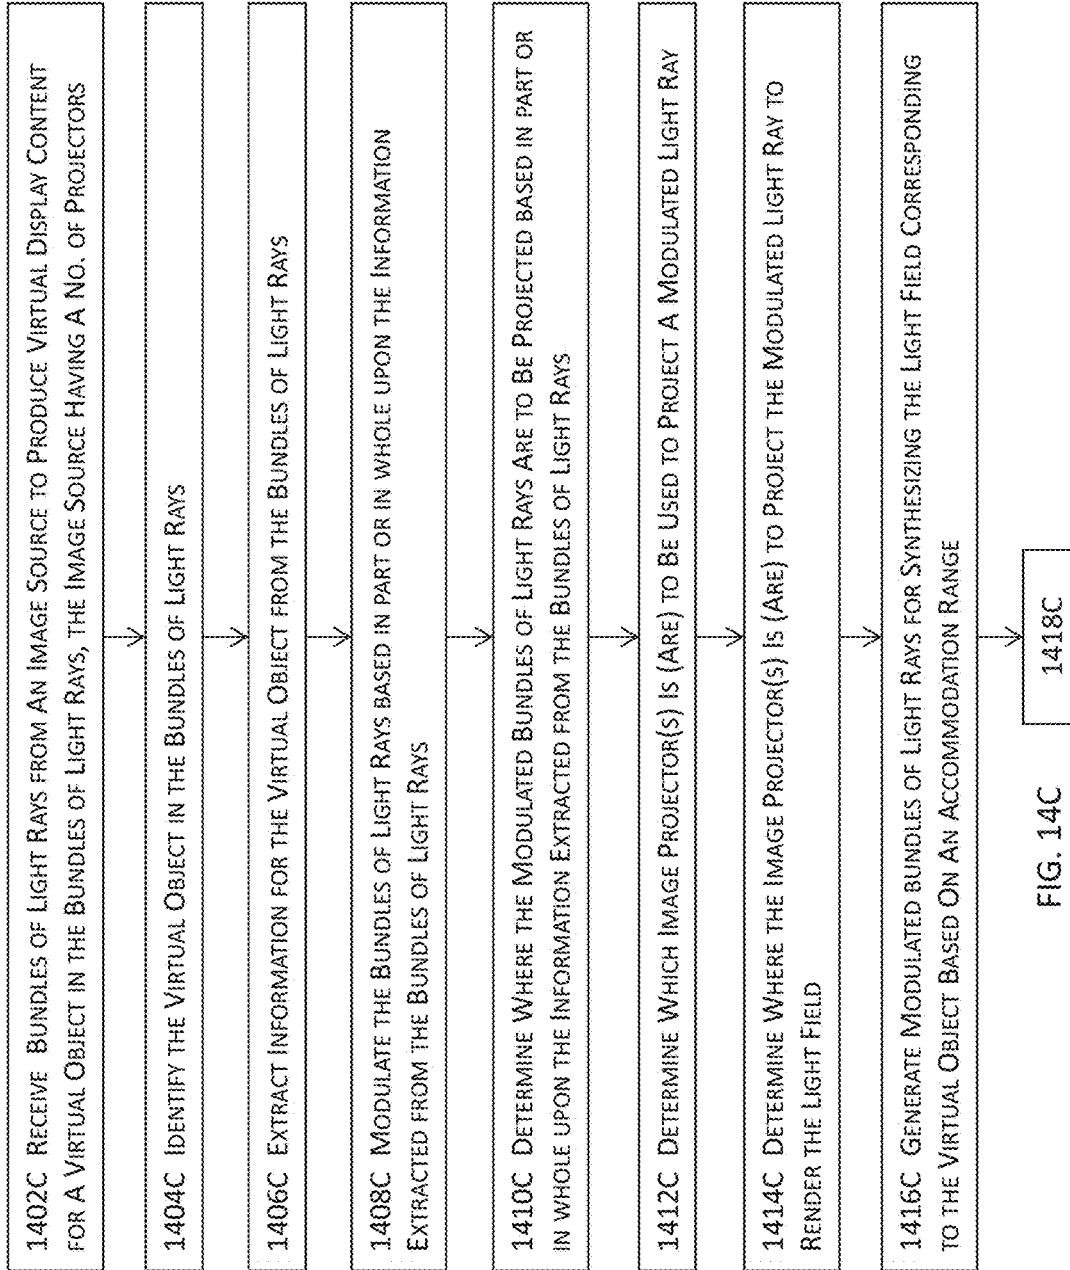 1402C Receive Bundles of Light Rays from An Image Source to Produce Virtual Display Content
for A Virtual Object in the Bundles of Light Rays, the Image Source Having A No. of Projectors
1404C Identify the Virtual Object in the Bundles of Light Rays
1406C Extract Information for the Virtual Object from the Bundles of Light Rays
1408C Modulate the Bundles of Light Rays based in part or in whole upon the Information
Extracted from the Bundles of Light Rays
1410C Determine Where the Modulated Bundles of Light Rays Are to Be Projected based in part or
in whole upon the Information Extracted from the Bundles of Light Rays
1412C Determine Which Image Projector(s) Is (Are) to Be Used to Project A Modulated Light Ray
1414C Determine Where the Image Projector(s) Is (Are) to Project the Modulated Light Ray to
Render the Light Field
1416C Generate Modulated bundles of Light Rays for Synthesizing the Light Field Corresponding
to the Virtual Object Based On An Accommodation Range
1418C
FIG. 14C